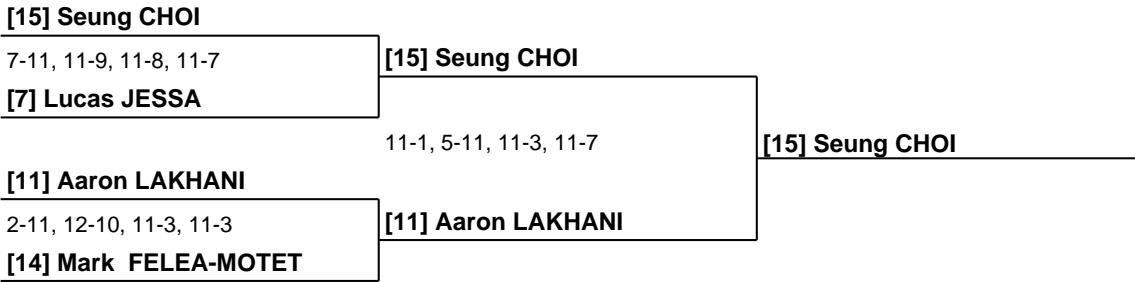 [15] Seung CHOI
7-11, 11-9, 11-8, 11-7
[15] Seung CHOI
[7] Lucas JESSA
11-1, 5-11, 11-3, 11-7
[15] Seung CHOI
[11] Aaron LAKHANI
2-11, 12-10, 11-3, 11-3
[11] Aaron LAKHANI
[14] Mark  FELEA-MOTET